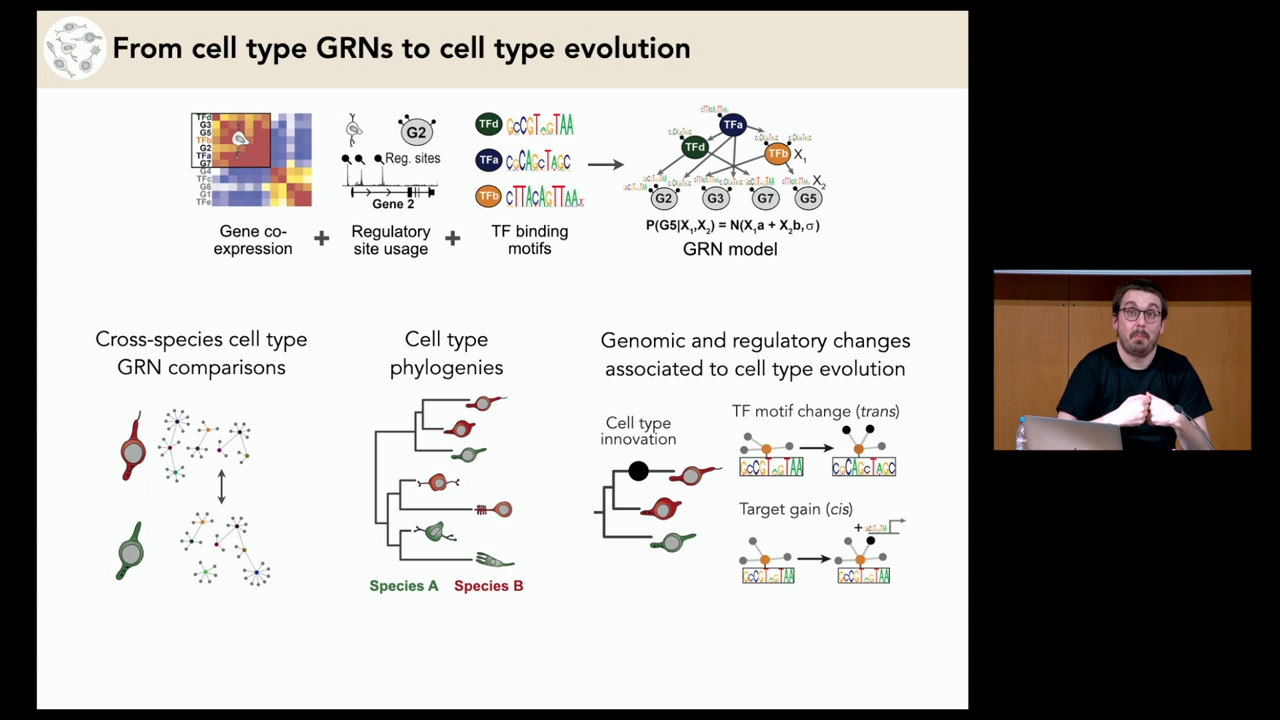 From cell type GRNs to cell type evolution
TFd
G3
G5
TFb
G2
TFa
G7
G4
TFc
G6
G1
TFe
G2
Reg. sites
Gene 2
TFd
TFa
TFb
TFa
TFd
TFb
X1
X2
G2
G3
G7
G5
P(G5|X1,X2) = N(X1a + X2b,σ)
Gene co-
expression
+
Regulatory
site usage
+
TF binding
motifs
GRN model
Cross-species cell type
GRN comparisons
Cell type
phylogenies
Species A
Species B
Genomic and regulatory changes
associated to cell type evolution
Cell type
innovation
TF motif change (trans)
Target gain (cis)
+